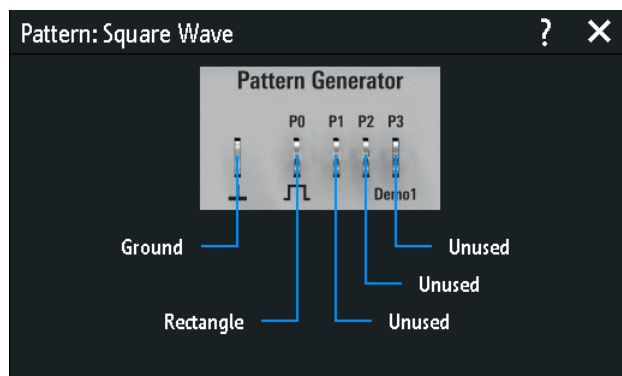 Pattern: Square Wave ? ×
Pattern Generator
P0 P1 P2 P3
Demo1
Ground Unused
Unused
Rectangle Unused